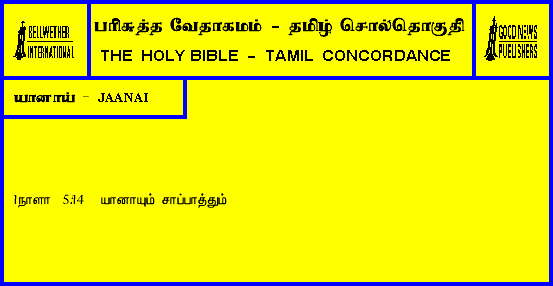 BELLWETHER
INTERNATIONAL
பரிசுத்த வேதாகமம் - தமிழ் சொல்தொகுதி
THE HOLY BIBLE - TAMIL CONCORDANCE
GOOD NEWS
PUBLISHERS
யானாய் - JAANAI
1நாளா 5:14 யானாயும் சாப்பாத்தும்